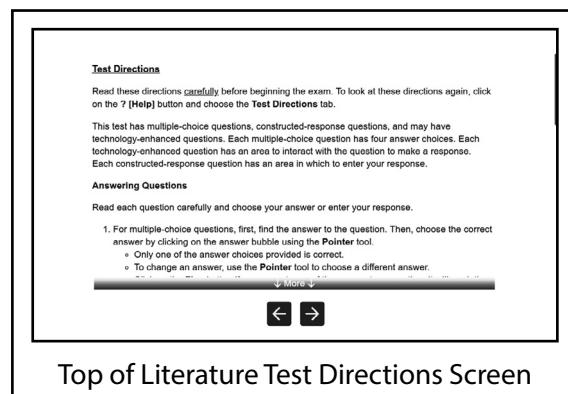 Test Directions
Read these directions carefully before beginning the exam. To look at these directions again, click
on the ? [Help] button and choose the Test Directions tab.
This test has multiple-choice questions, constructed-response questions, and may have
technology-enhanced questions. Each multiple-choice question has four answer choices. Each
technology-enhanced question has an area to interact with the question to make a response.
Each constructed-response question has an area in which to enter your response.
Answering Questions
Read each question carefully and choose your answer or enter your response.
1. For multiple-choice questions, first, find the answer to the question. Then, choose the correct
answer by clicking on the answer bubble using the Pointer tool.
Only one of the answer choices provided is correct.
To change an answer, use the Pointer tool to choose a different answer.
↓ More ↓
Top of Literature Test Directions Screen